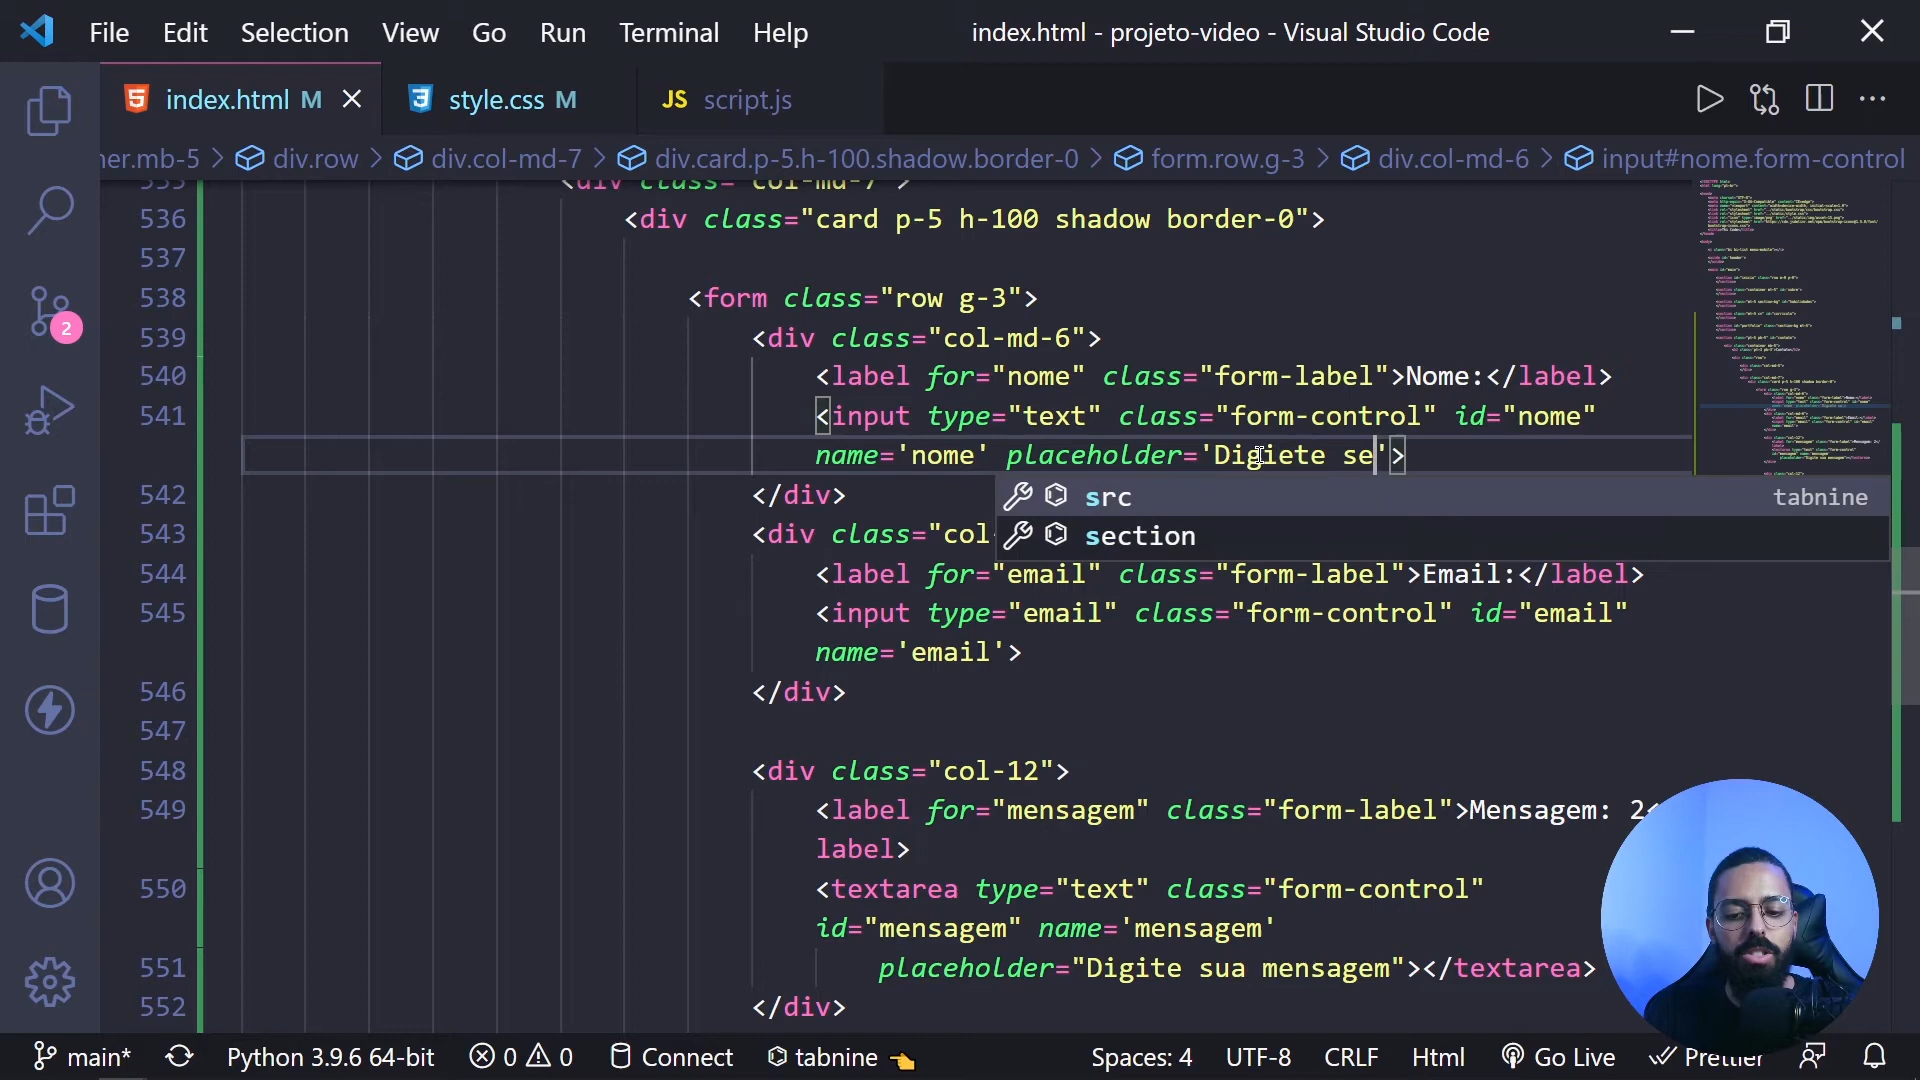 File Edit Selection View Go Run Terminal Help index.html - projeto-video - Visual Studio Code
index.html M style.css M JS script.js
ner.mb-5 > div.row > div.col-md-7 > div.card.p-5.h-100.shadow.border-0 > form.row.g-3 > div.col-md-6 > input#nome.form-control
535 <div class="col-md-7">
536 <div class="card p-5 h-100 shadow border-0">
537
538 <form class="row g-3">
539 <div class="col-md-6">
540 <label for="nome" class="form-label">Nome:</label>
541 <input type="text" class="form-control" id="nome"
name='nome' placeholder='Digiete se'>
src tabnine
542 </div>
section
543 <div class="col
544 <label for="email" class="form-label">Email:</label>
545 <input type="email" class="form-control" id="email"
name='email'>
546 </div>
547
548 <div class="col-12">
549 <label for="mensagem" class="form-label">Mensagem: 2<
label>
550 <textarea type="text" class="form-control"
id="mensagem" name='mensagem'
551 placeholder="Digite sua mensagem"></textarea>
552 </div>
2
main* Python 3.9.6 64-bit 0 0 Connect tabnine Spaces: 4 UTF-8 CRLF Html Go Live Prettier